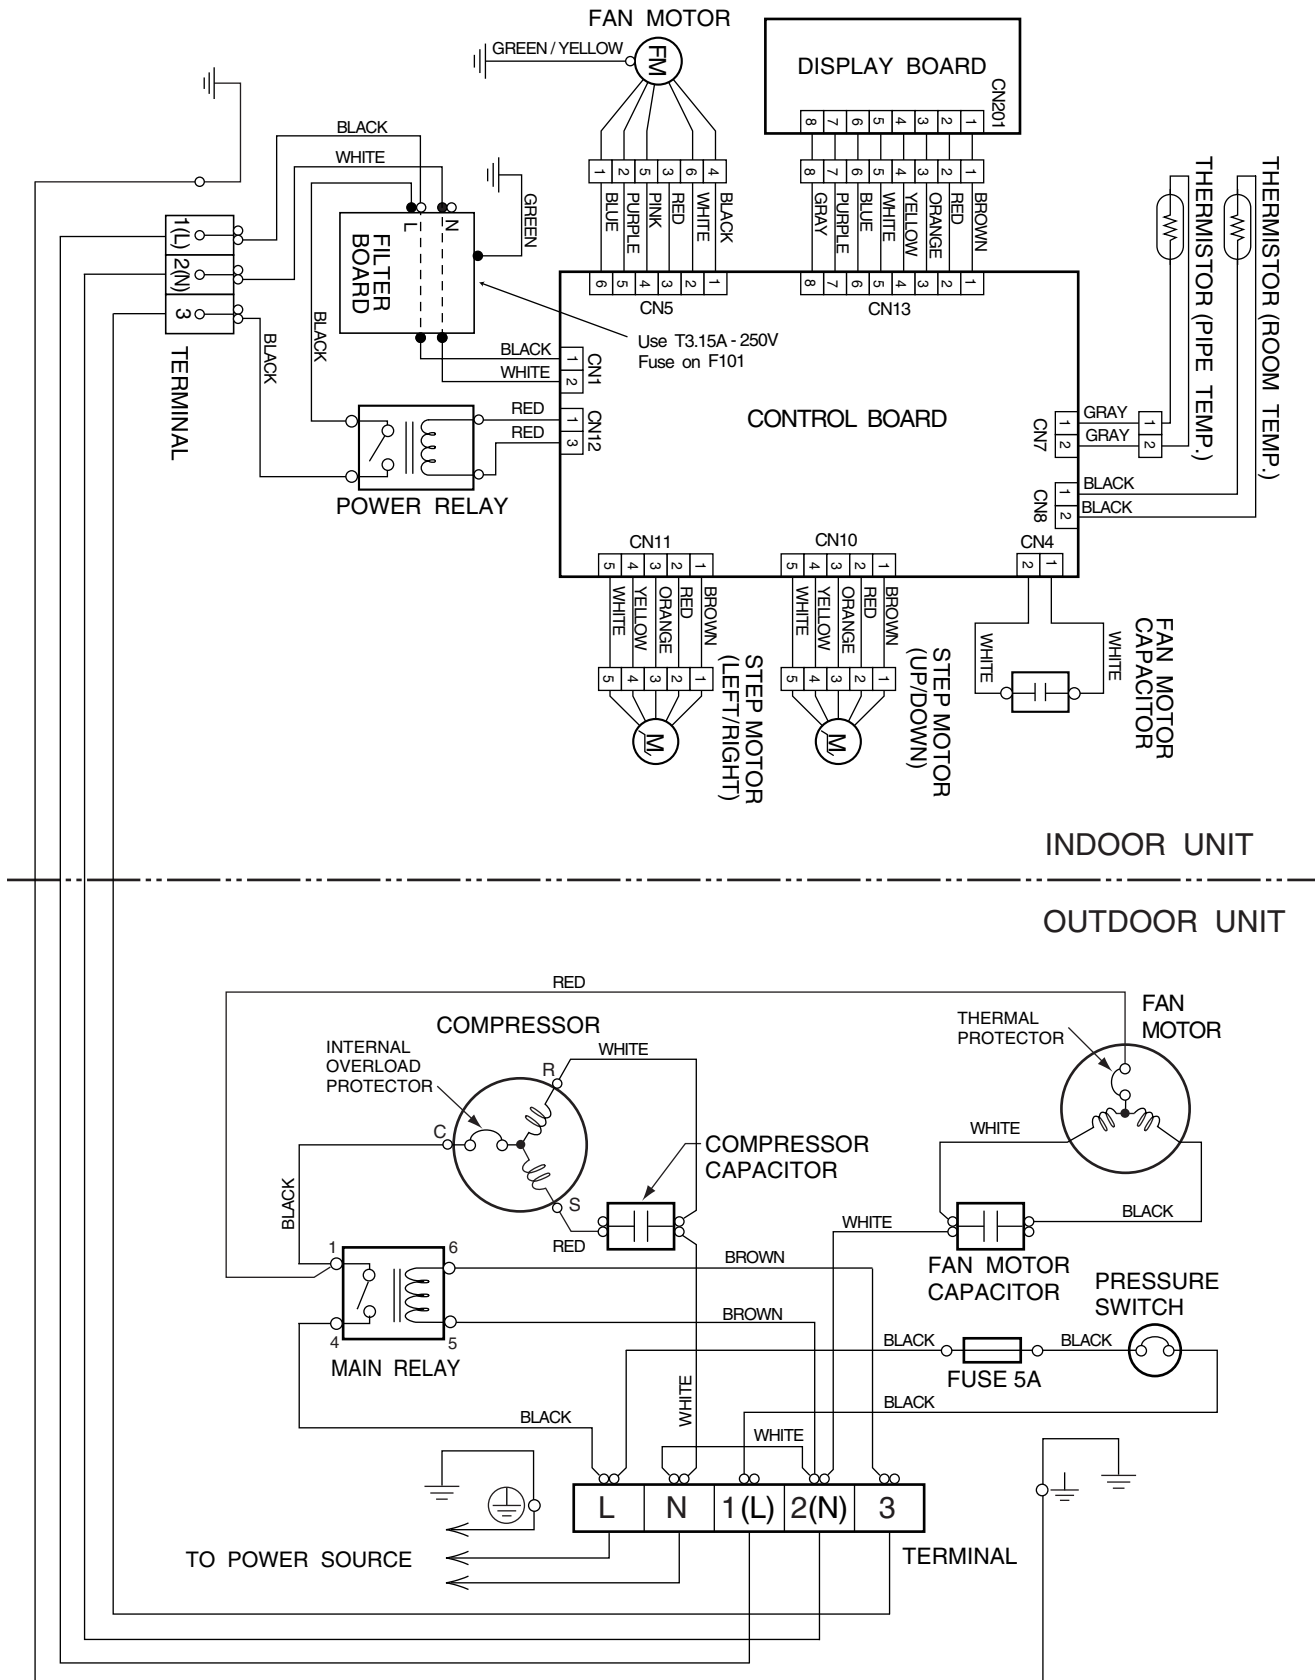 FAN MOTOR
GREEN / YELLOW
FM
DISPLAY BOARD
CN201
8 7 6 5 4 3 2 1
BLACK
WHITE
1 2 5 3 6 4
8 7 6 5 4 3 2 1
BLUE
PURPLE
PINK
RED
WHITE
BLACK
GRAY
PURPLE
BLUE
WHITE
YELLOW
ORANGE
RED
BROWN
THERMISTOR (PIPE TEMP.)
THERMISTOR (ROOM TEMP.)
GREEN
L
N
FILTER
BOARD
1(L)
2(N)
3
TERMINAL
6 5 4 3 2 1
CN5
8 7 6 5 4 3 2 1
CN13
Use T3.15A - 250V
Fuse on F101
BLACK
BLACK
BLACK
WHITE
1
2
CN1
RED
RED
1
3
CN12
CONTROL BOARD
POWER RELAY
CN7
1
2
GRAY
GRAY
1
2
CN8
1
2
BLACK
BLACK
CN11
5 4 3 2 1
CN10
5 4 3 2 1
CN4
2 1
WHITE
YELLOW
ORANGE
RED
BROWN
WHITE
YELLOW
ORANGE
RED
BROWN
WHITE
WHITE
FAN MOTOR
CAPACITOR
5 4 3 2 1
5 4 3 2 1
M
M
STEP MOTOR
(LEFT/RIGHT)
STEP MOTOR
(UP/DOWN)
INDOOR UNIT
OUTDOOR UNIT
RED
COMPRESSOR
INTERNAL
OVERLOAD
PROTECTOR
R
WHITE
C
S
THERMAL
PROTECTOR
FAN
MOTOR
WHITE
COMPRESSOR
CAPACITOR
BLACK
RED
WHITE
BLACK
FAN MOTOR
CAPACITOR
1
6
4
5
MAIN RELAY
BROWN
BROWN
PRESSURE
SWITCH
BLACK
BLACK
FUSE 5A
BLACK
WHITE
BLACK
WHITE
L
N
1(L)
2(N)
3
TERMINAL
TO POWER SOURCE